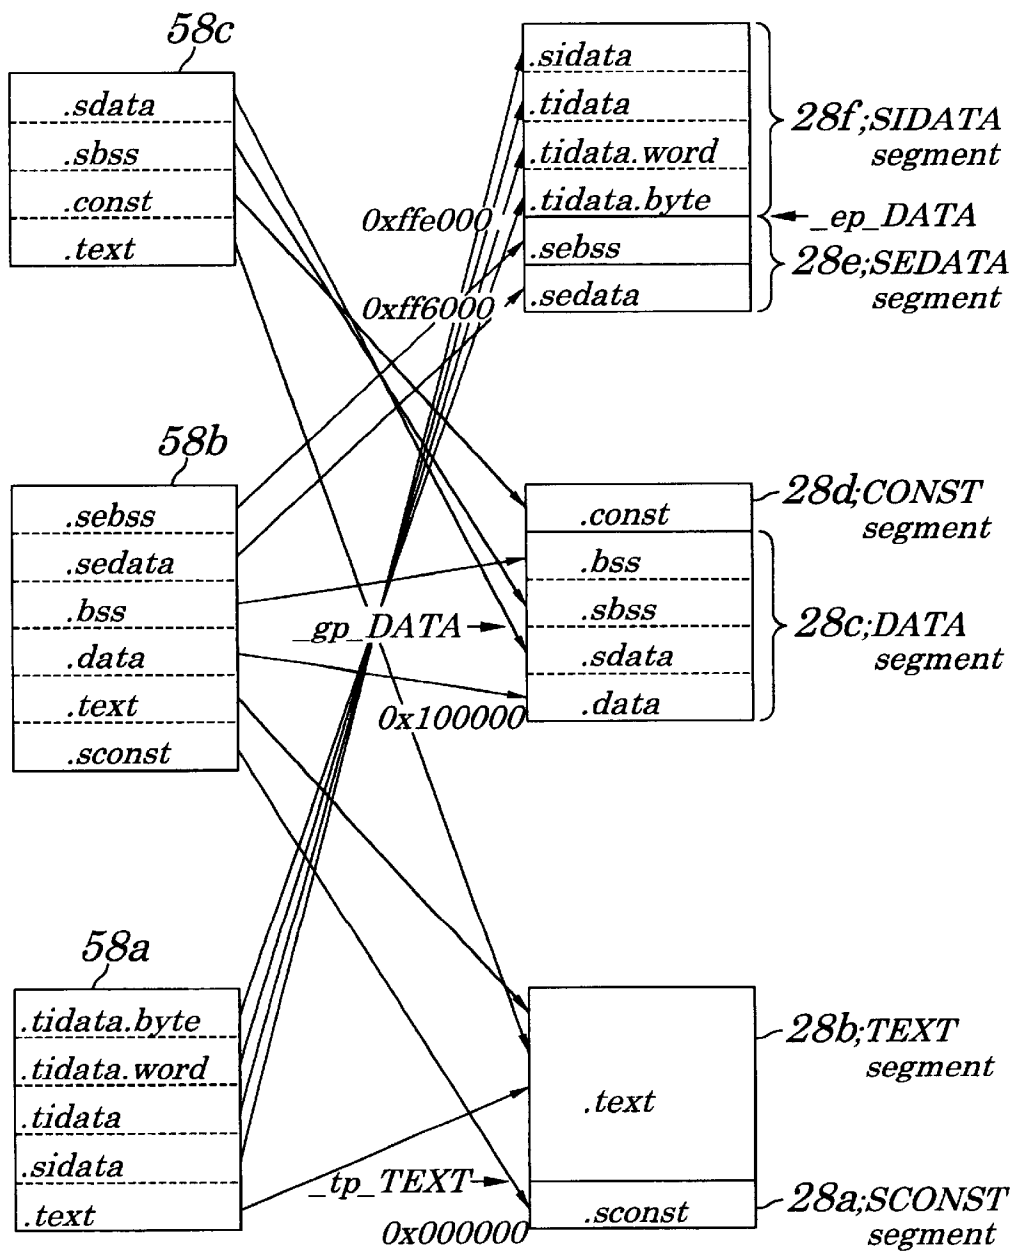 58c
.sdata
.sbss
.const
.text
.sidata
.tidata
.tidata.word
.tidata.byte
.sebss
.sedata
28f;SIDATA
segment
_ep_DATA
28e;SEDATA
segment
0xffe000
0xff6000
58b
.sebss
.sedata
.bss
.data
.text
.sconst
.const
.bss
.sbss
.sdata
.data
28d;CONST
segment
28c;DATA
segment
_gp_DATA
0x100000
58a
.tidata.byte
.tidata.word
.tidata
.sidata
.text
.text
.sconst
28b;TEXT
segment
28a;SCONST
segment
_tp_TEXT
0x000000